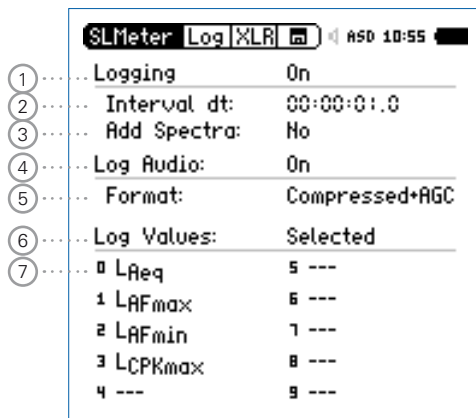 SLMeter Log XLR ASD 10:55
1 Logging On
2 Interval dt: 00:00:01.0
3 Add Spectra: No
4 Log Audio: On
5 Format: Compressed+AGC
6 Log Values: Selected
7 0 LAeq 5 ---
1 LAFmax 6 ---
2 LAFmin 7 ---
3 LCPKmax 8 ---
4 --- 9 ---